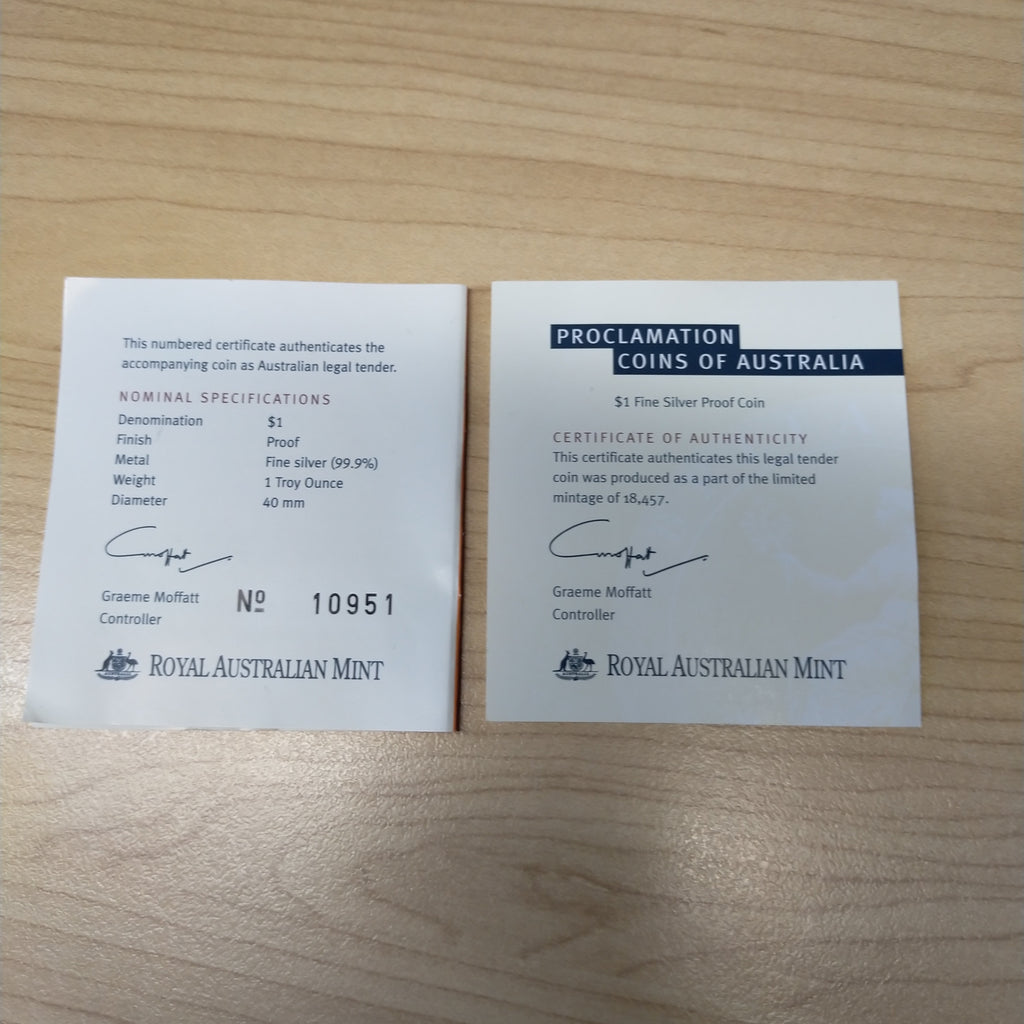 This numbered certificate authenticates the
accompanying coin as Australian legal tender.
NOMINAL SPECIFICATIONS
Denomination $1
Finish Proof
Metal Fine silver (99.9%)
Weight 1 Troy Ounce
Diameter 40 mm
Cmoffat
Graeme Moffatt
Controller
Nº 10951
ROYAL AUSTRALIAN MINT
PROCLAMATION
COINS OF AUSTRALIA
$1 Fine Silver Proof Coin
CERTIFICATE OF AUTHENTICITY
This certificate authenticates this legal tender
coin was produced as a part of the limited
mintage of 18,457.
Cmoffat
Graeme Moffatt
Controller
ROYAL AUSTRALIAN MINT